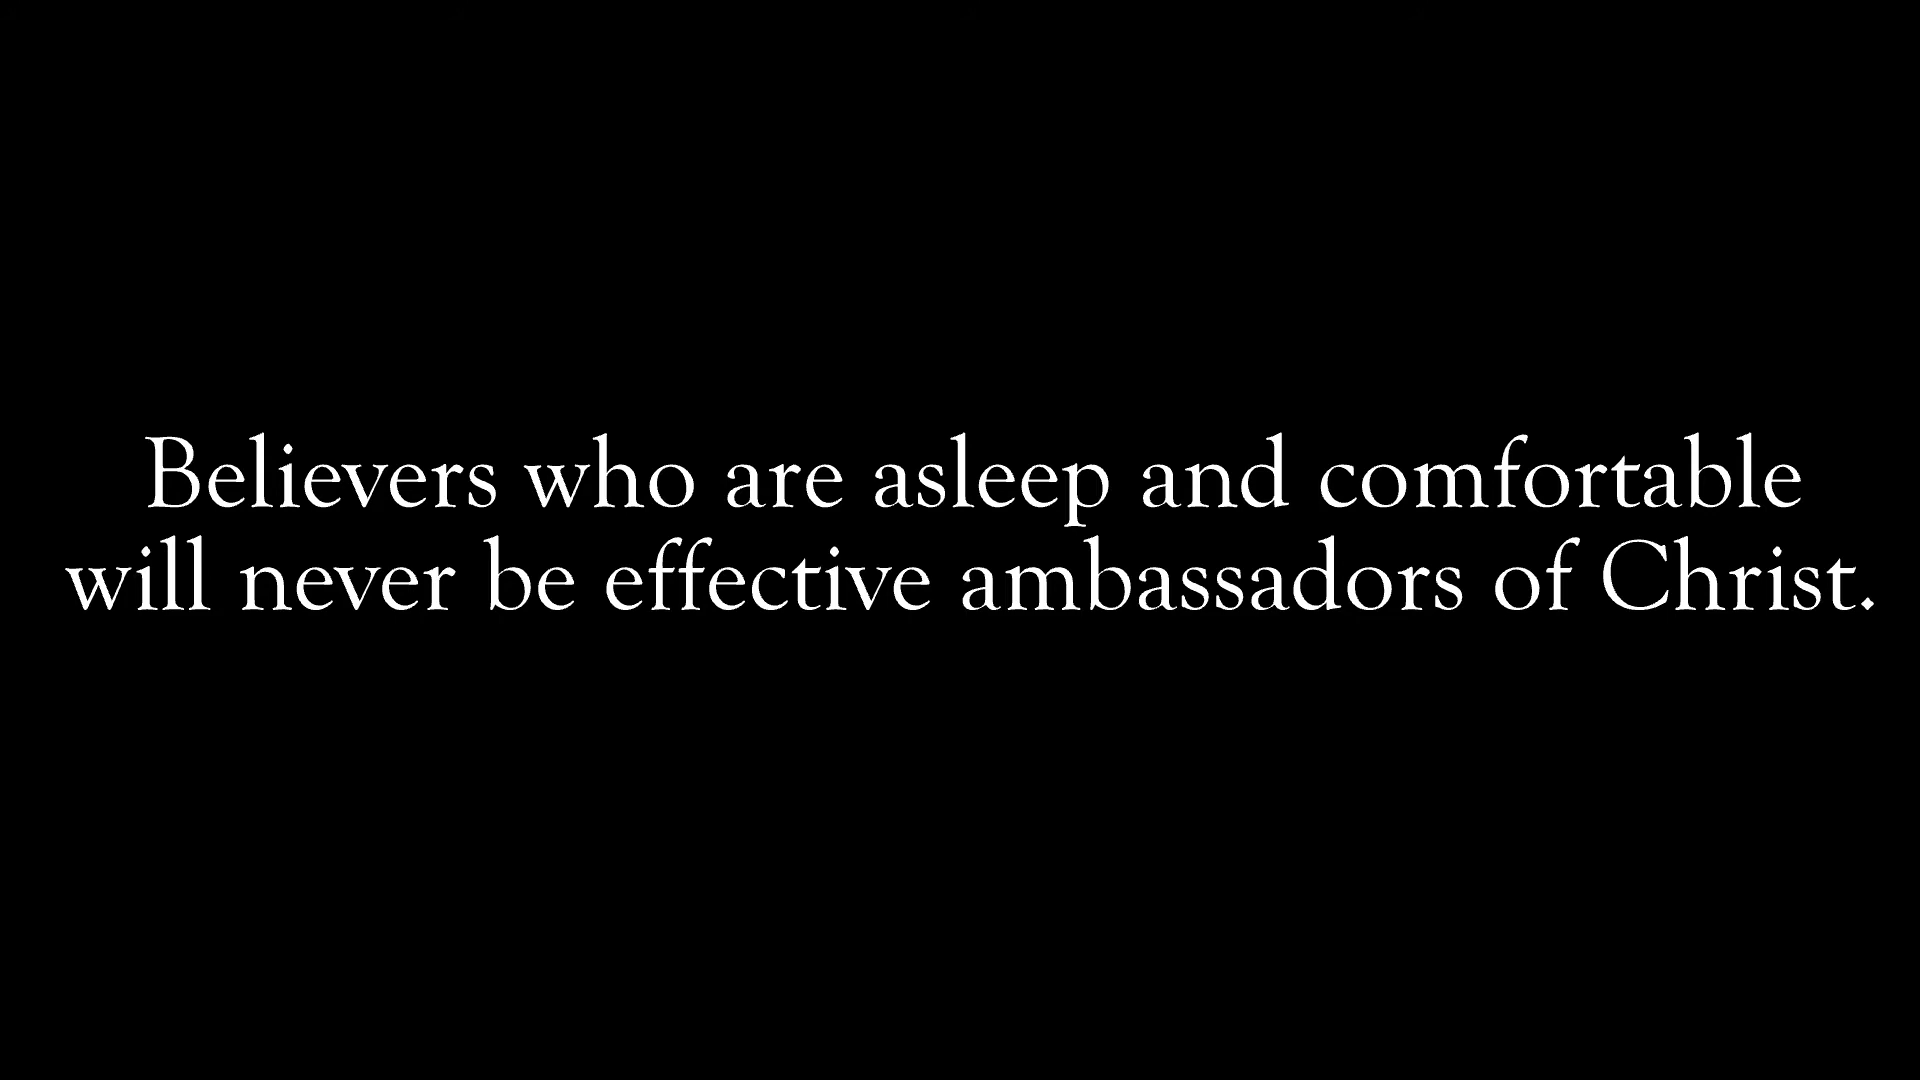 Believers who are asleep and comfortable
will never be effective ambassadors of Christ.